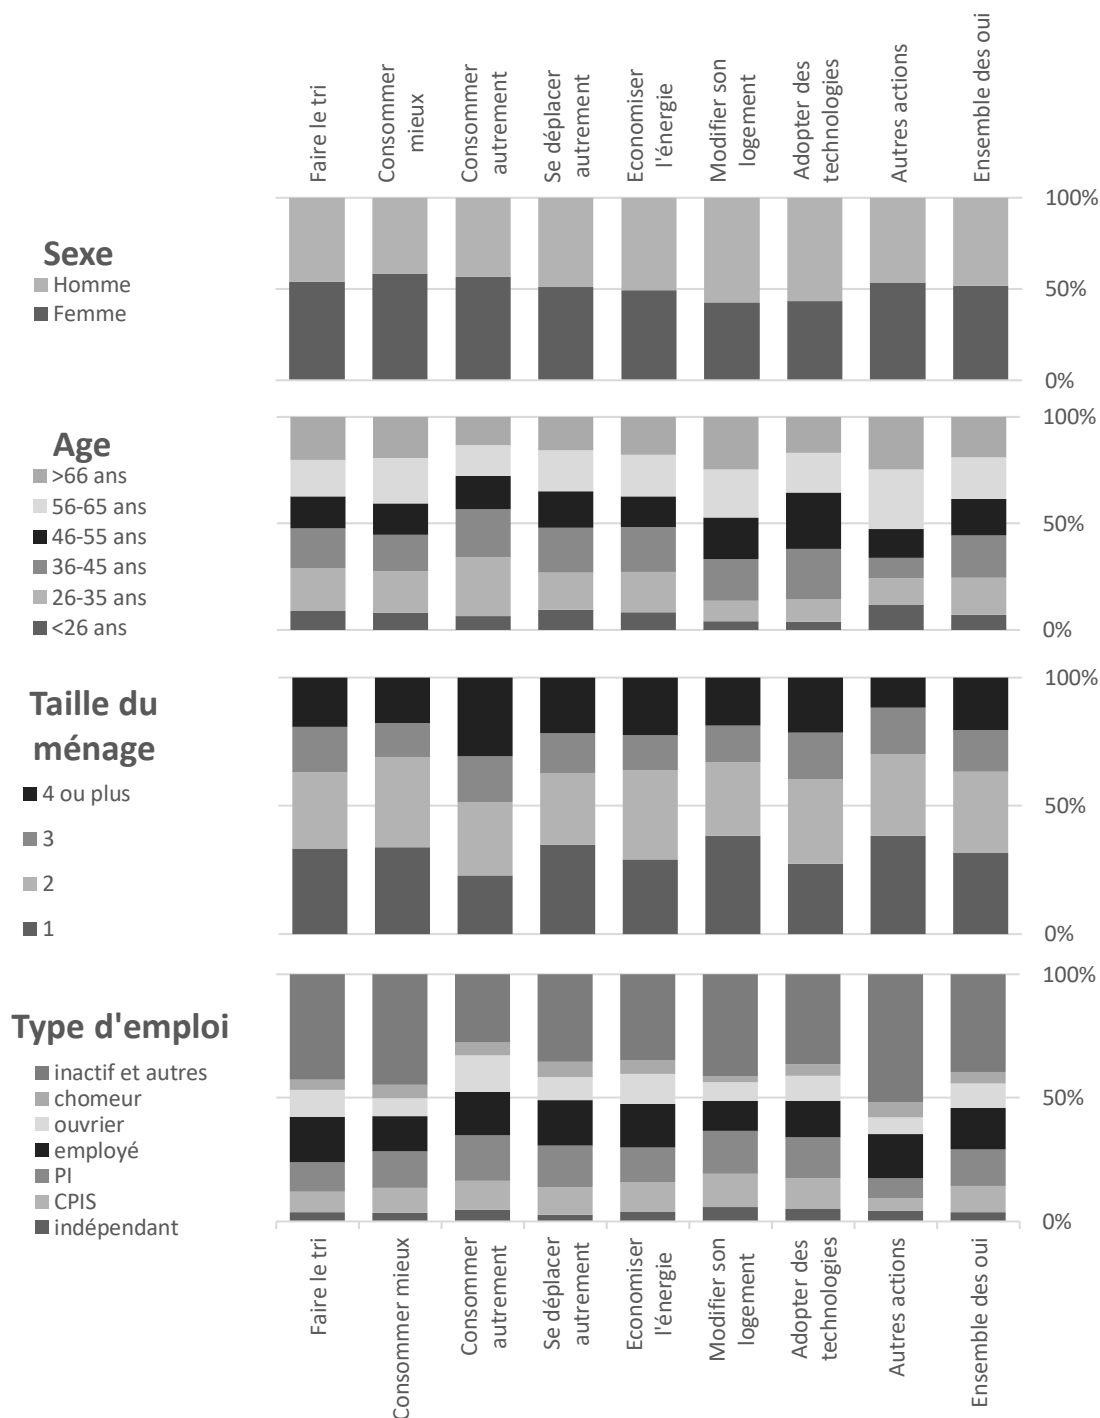 Faire le tri
Consommer
mieux
Consommer
autrement
Se déplacer
autrement
Economiser
l'énergie
Modifier son
logement
Adopter des
technologies
Autres actions
Ensemble des oui
Sexe
Homme
Femme
100%
50%
0%
Age
>66 ans
56-65 ans
46-55 ans
36-45 ans
26-35 ans
<26 ans
100%
50%
0%
Taille du
ménage
4 ou plus
3
2
1
100%
50%
0%
Type d'emploi
inactif et autres
chomeur
ouvrier
employé
PI
CPIS
indépendant
100%
50%
0%
Faire le tri
Consommer mieux
Consommer
autrement
Se déplacer
autrement
Economiser
l'énergie
Modifier son
logement
Adopter des
technologies
Autres actions
Ensemble des oui